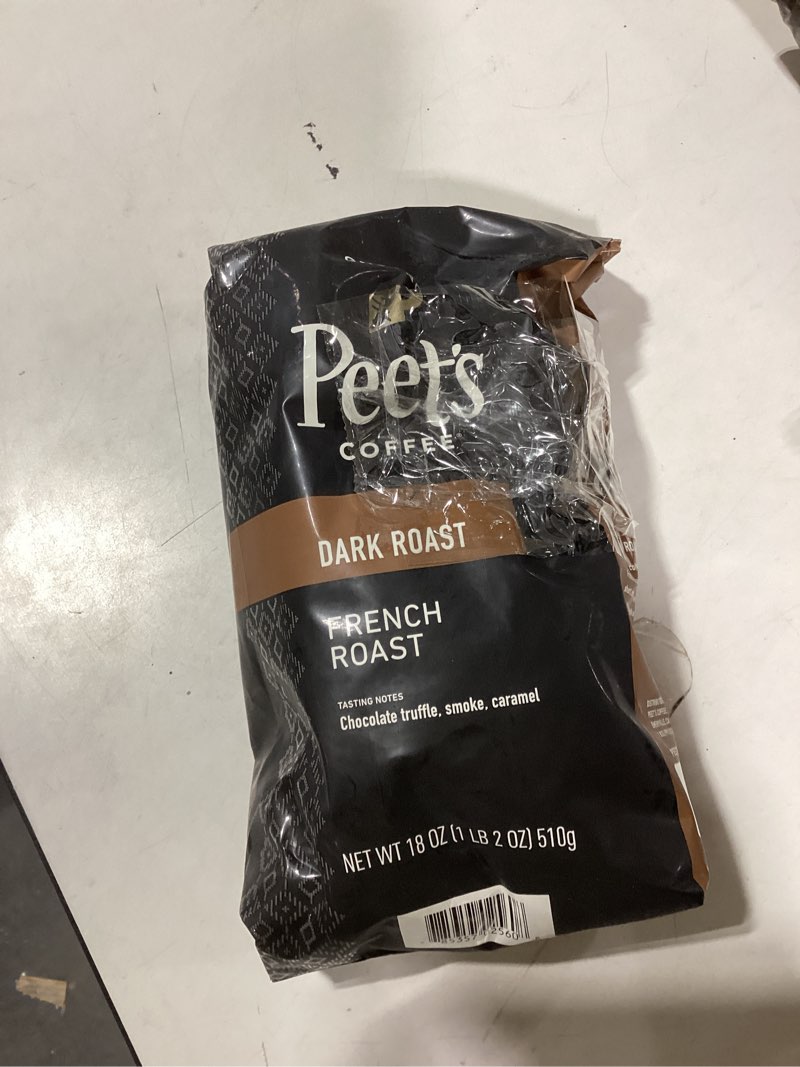 Peet's
COFFEE
DARK ROAST
FRENCH
ROAST
TASTING NOTES
Chocolate truffle, smoke, caramel
NET WT 18 OZ (1 LB 2 OZ) 510g